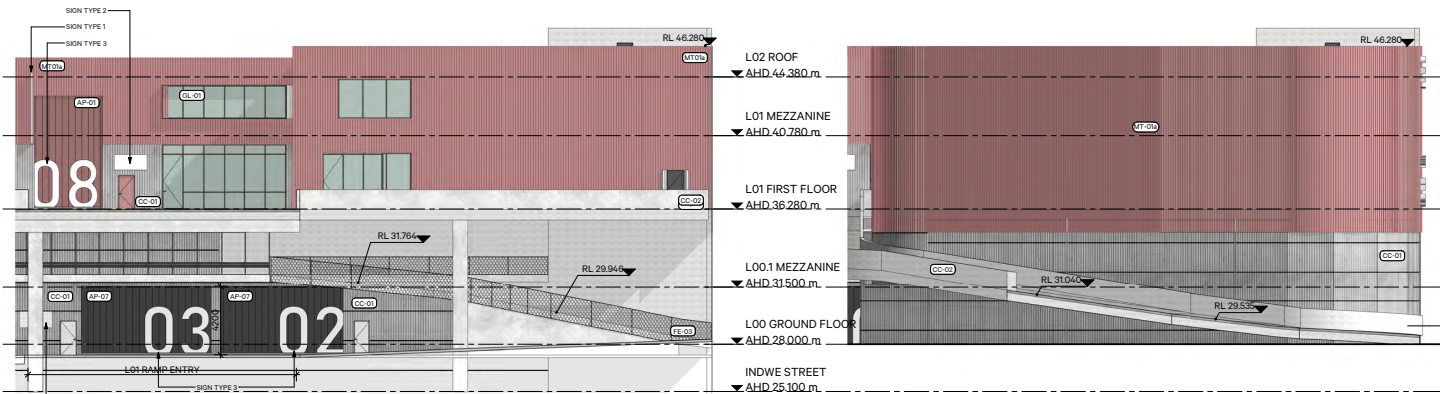 SIGN TYPE 2
SIGN TYPE 1
SIGN TYPE 3
MT01a
AP-01
GL-01
RL 46.280
MT01a
08
CC-01
CC-02
RL 31.764
RL 29.946
CC-01
AP-07
AP-07
CC-01
03
4200
02
FE-03
L01 RAMP ENTRY
SIGN TYPE 3
L02 ROOF
AHD 44.380 m
L01 MEZZANINE
AHD 40.780 m
L01 FIRST FLOOR
AHD 36.280 m
L00.1 MEZZANINE
AHD 31.500 m
L00 GROUND FLOOR
AHD 28.000 m
INDWE STREET
AHD 25.100 m
RL 46.280
MT-01a
CC-01
CC-02
RL 31.040
RL 29.535